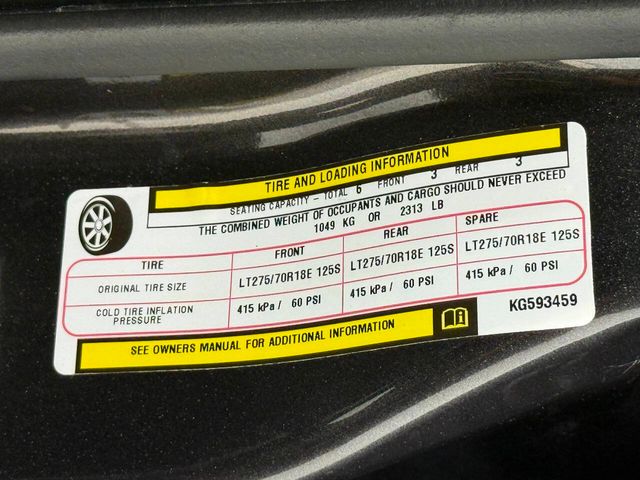 TIRE AND LOADING INFORMATION
SEATING CAPACITY - TOTAL 6 FRONT 3 REAR 3
THE COMBINED WEIGHT OF OCCUPANTS AND CARGO SHOULD NEVER EXCEED
1049 KG OR 2313 LB
TIRE FRONT REAR SPARE
ORIGINAL TIRE SIZE LT275/70R18E 125S LT275/70R18E 125S LT275/70R18E 125S
COLD TIRE INFLATION PRESSURE 415 kPa / 60 PSI 415 kPa / 60 PSI 415 kPa / 60 PSI
SEE OWNERS MANUAL FOR ADDITIONAL INFORMATION
KG593459